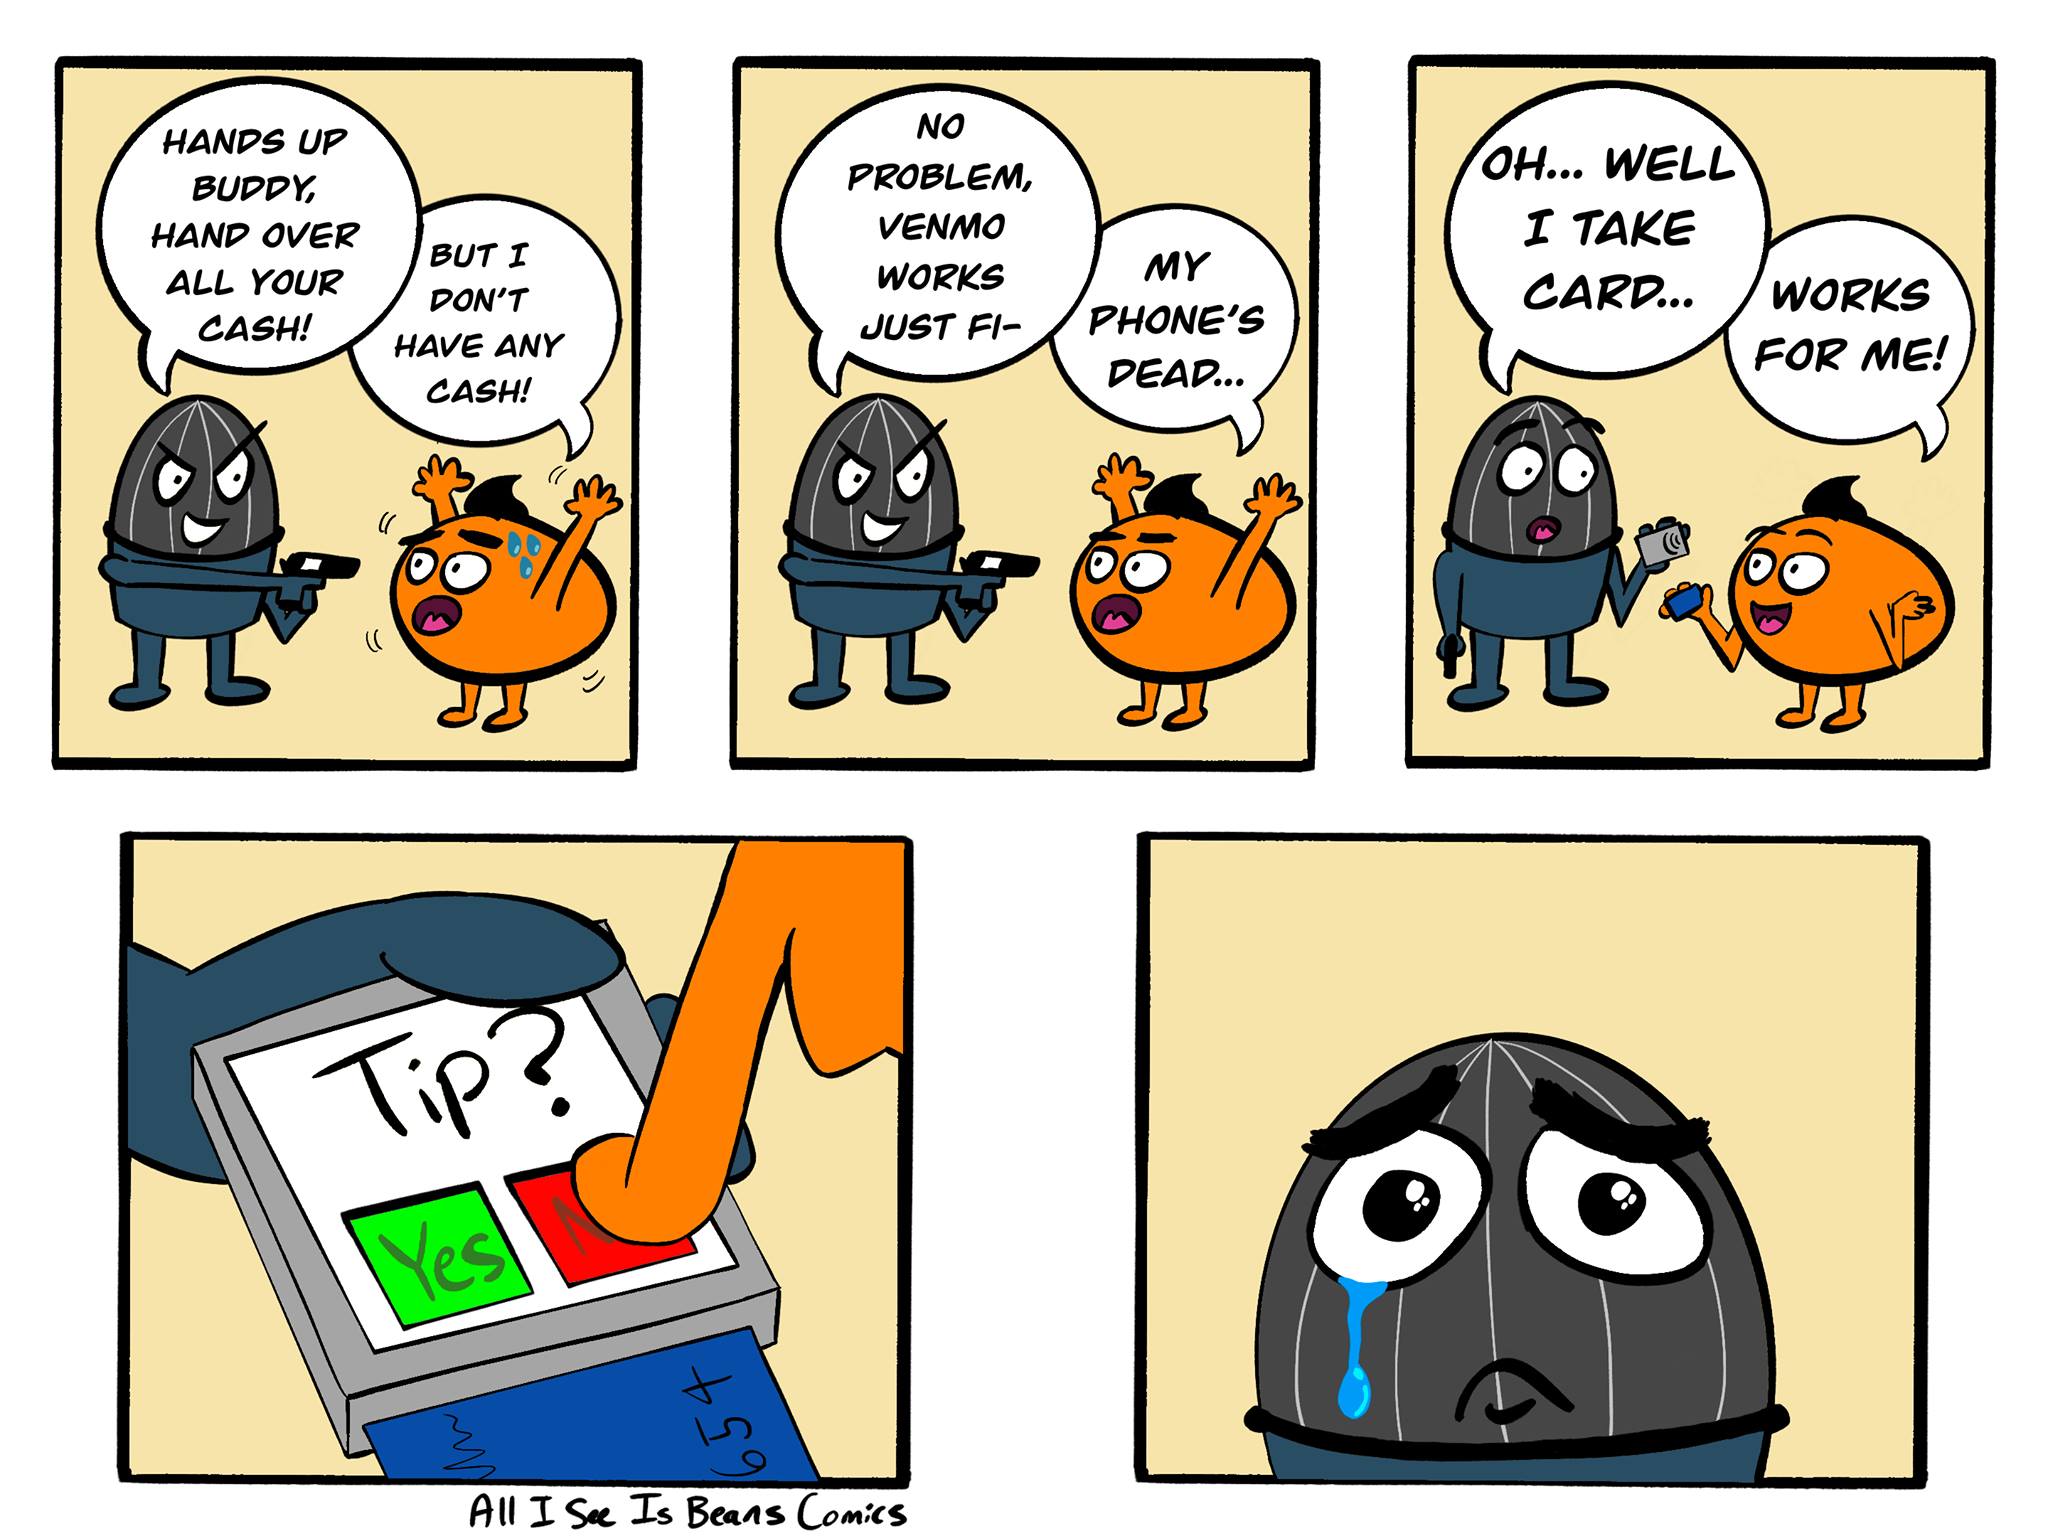 HANDS UP
BUDDY,
HAND OVER
ALL YOUR
CASH!
BUT I
DON'T
HAVE ANY
CASH!
NO
PROBLEM,
VENMO
WORKS
JUST FI-
MY
PHONE'S
DEAD...
OH... WELL
I TAKE
CARD...
WORKS
FOR ME!
Tip?
Yes N
654
All I See Is Beans Comics